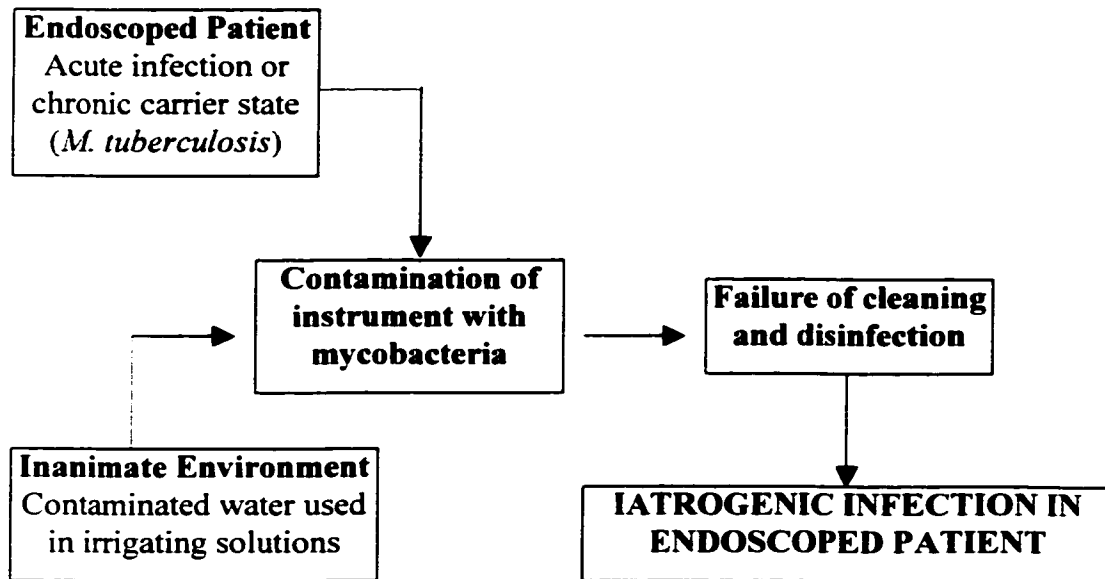 Endoscoped Patient
Acute infection or
chronic carrier state
(M. tuberculosis)
Contamination of
instrument with
mycobacteria
Failure of cleaning
and disinfection
Inanimate Environment
Contaminated water used
in irrigating solutions
IATROGENIC INFECTION IN
ENDOSCOPED PATIENT